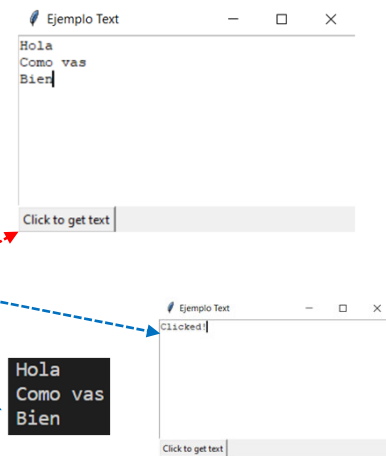 Ejemplo Text
Hola
Como vas
Bien
Click to get text
Ejemplo Text
Clicked!
Hola
Como vas
Bien
Click to get text